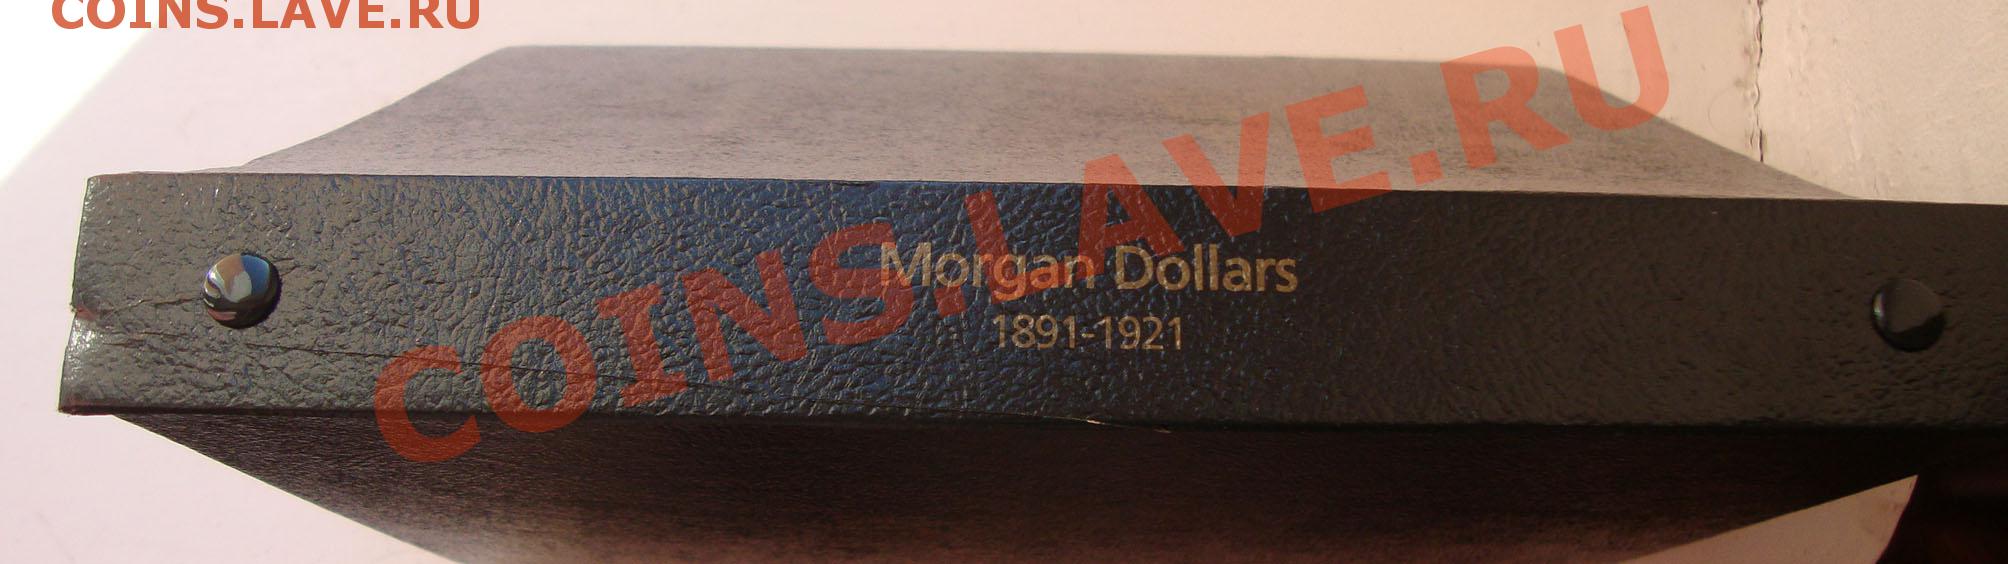 COINS.LAVE.RU
COINS.LAVE.RU
Morgan Dollars
1891-1921